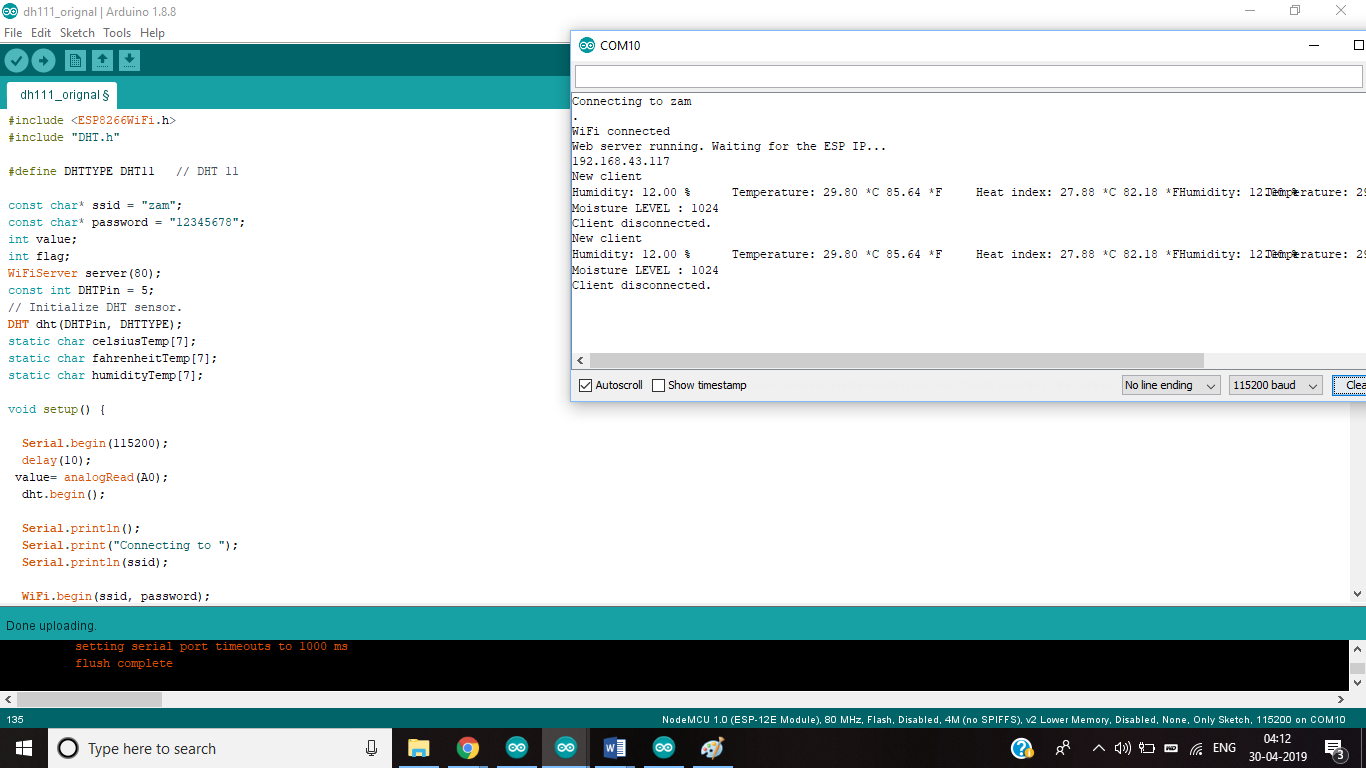 dh111_orignal | Arduino 1.8.8
File Edit Sketch Tools Help
dh111_orignal §
#include <ESP8266WiFi.h>
#include "DHT.h"
#define DHTTYPE DHT11 // DHT 11
const char* ssid = "zam";
const char* password = "12345678";
int value;
int flag;
WiFiServer server(80);
const int DHTPin = 5;
// Initialize DHT sensor.
DHT dht(DHTPin, DHTTYPE);
static char celsiusTemp[7];
static char fahrenheitTemp[7];
static char humidityTemp[7];
void setup() {
Serial.begin(115200);
delay(10);
value= analogRead(A0);
dht.begin();
Serial.println();
Serial.print("Connecting to ");
Serial.println(ssid);
WiFi.begin(ssid, password);
COM10
Connecting to zam
.
WiFi connected
Web server running. Waiting for the ESP IP...
192.168.43.117
New client
Humidity: 12.00 % Temperature: 29.80 *C 85.64 *F Heat index: 27.88 *C 82.18 *FHumidity: 12.00 % Temperature: 29
Moisture LEVEL : 1024
Client disconnected.
New client
Humidity: 12.00 % Temperature: 29.80 *C 85.64 *F Heat index: 27.88 *C 82.18 *FHumidity: 12.00 % Temperature: 29
Moisture LEVEL : 1024
Client disconnected.
Autoscroll Show timestamp No line ending 115200 baud Clea
Done uploading.
setting serial port timeouts to 1000 ms
flush complete
135 NodeMCU 1.0 (ESP-12E Module), 80 MHz, Flash, Disabled, 4M (no SPIFFS), v2 Lower Memory, Disabled, None, Only Sketch, 115200 on COM10
Type here to search
ENG
04:12
30-04-2019
3